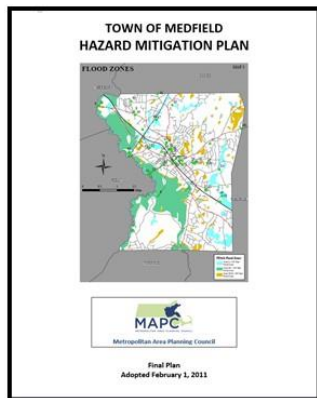 TOWN OF MEDFIELD
HAZARD MITIGATION PLAN
FLOOD ZONES
MAPC
Metropolitan Area Planning Council
Final Plan
Adopted February 1, 2011